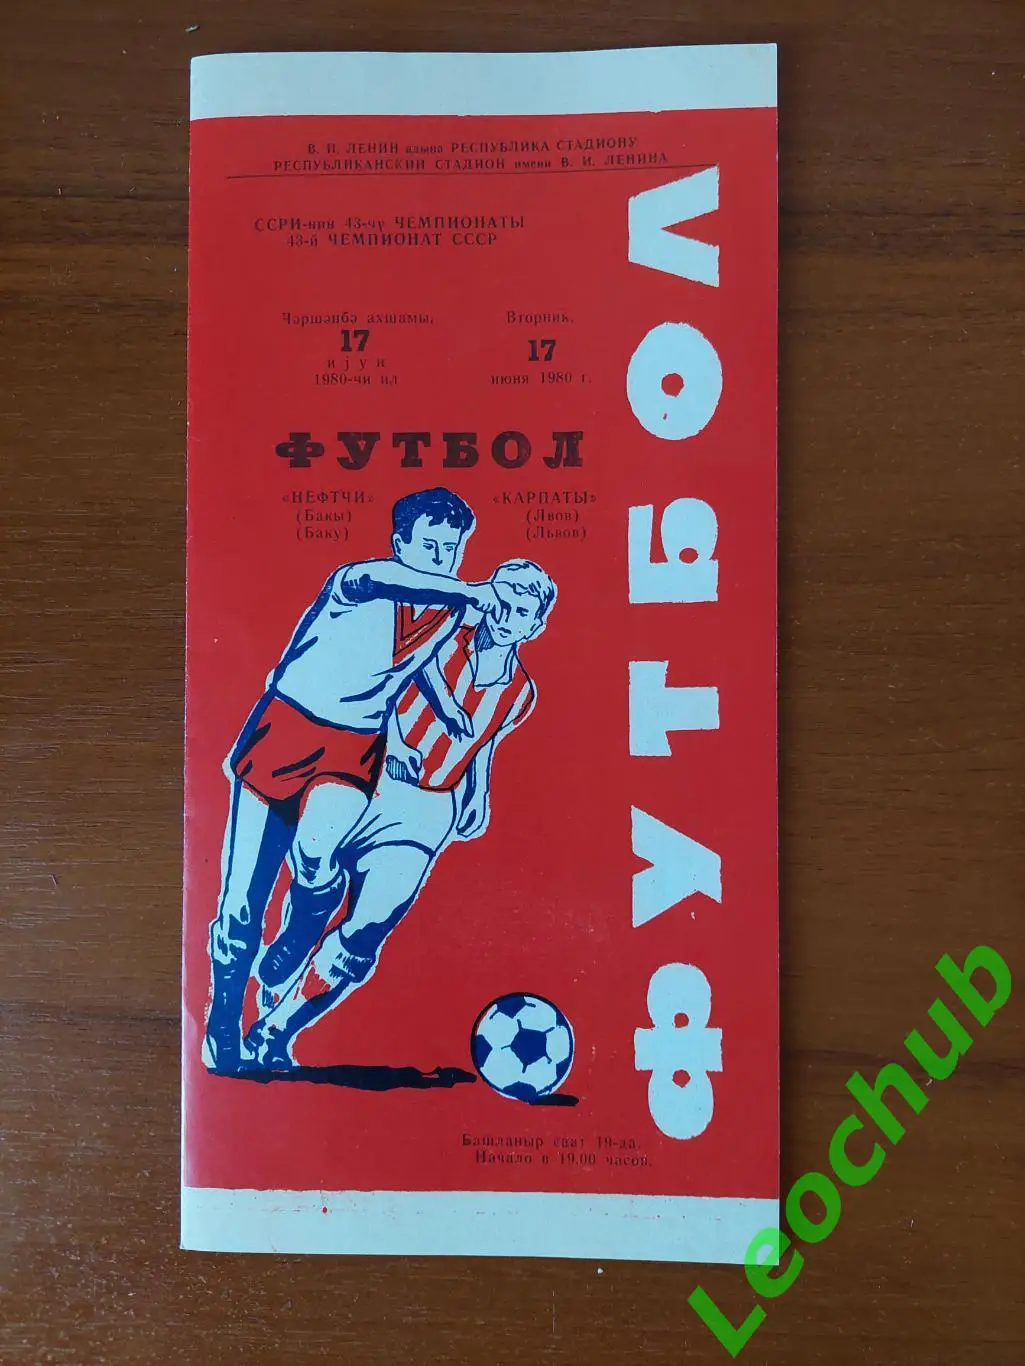 В. И. ЛЕНИН адына РЕСПУБЛИКА СТАДИОНУ
РЕСПУБЛИКАНСКИЙ СТАДИОН имени В. И. ЛЕНИНА
ССРИ-нин 43-чү ЧЕМПИОНАТЫ
43-й ЧЕМПИОНАТ СССР
Чәршәнбә ахшамы,
17
ијун
1980-чи ил
Вторник,
17
июня 1980 г.
ФУТБОЛ
«НЕФТЧИ»
(Бакы)
(Баку)
«КАРПАТЫ»
(Лвов)
(Львов)
Башланыр саат 19-да.
Начало в 19.00 часов.
ФУТБОЛ
Leochub